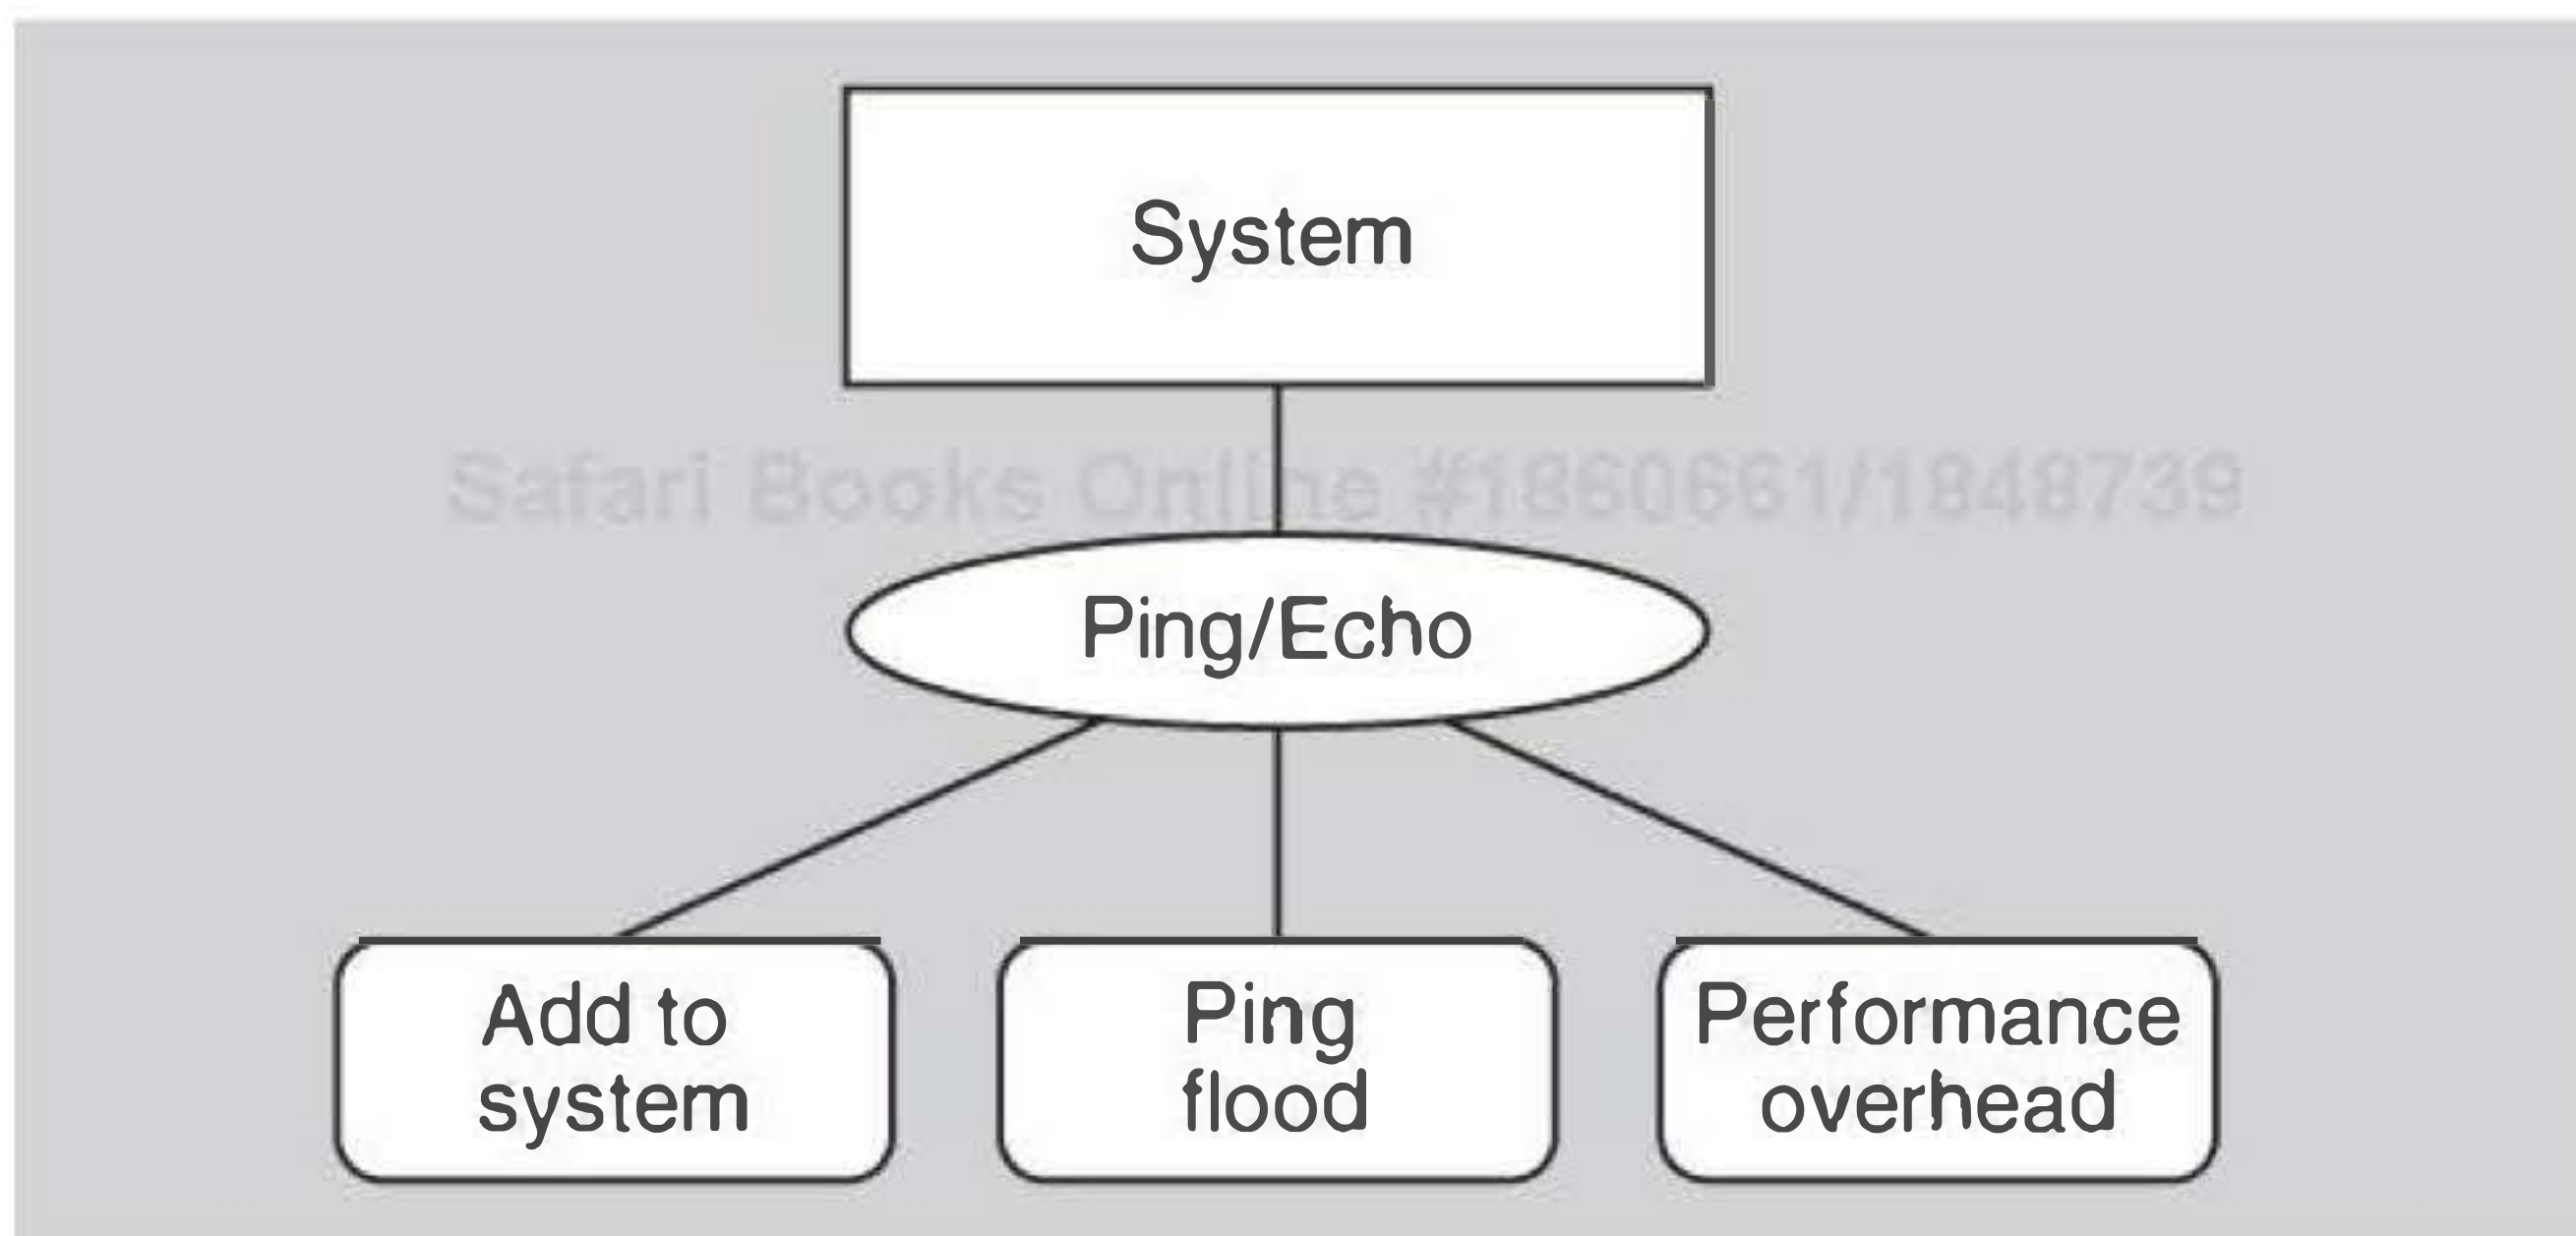 System
Safari Books Online #1860661/1848739
Ping/Echo
Add to
system
Ping
flood
Performance
overhead